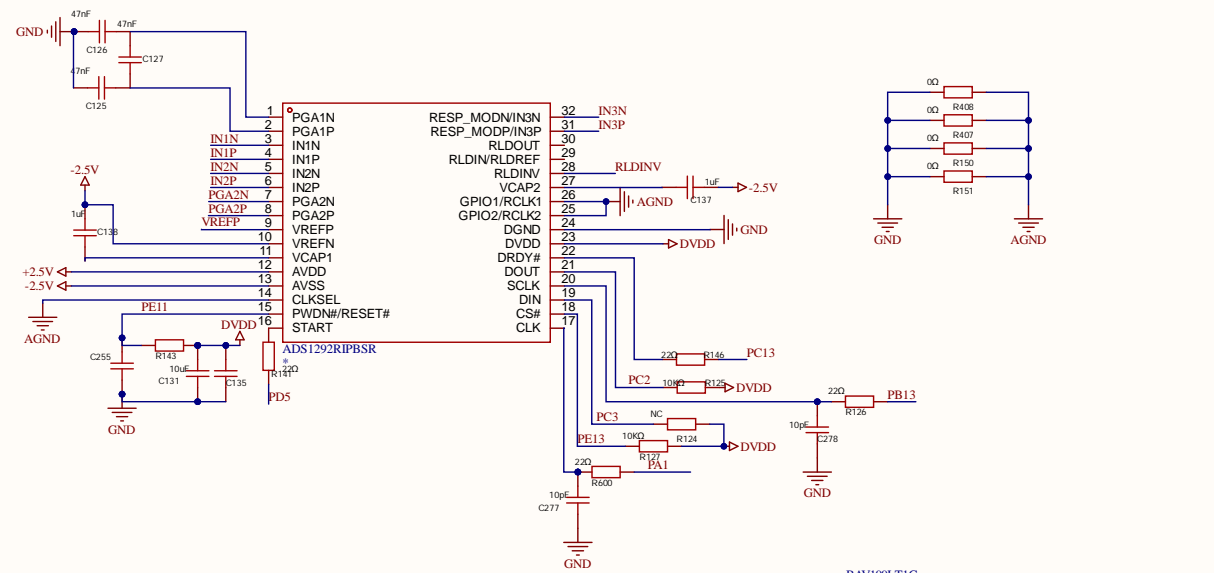 47nF
47nF
GND
C126
C127
47nF
C125
1
PGA1N
2
PGA1P
IN1N
3
IN1N
IN1P
4
IN1P
IN2N
5
IN2N
IN2P
6
IN2P
PGA2N
7
PGA2N
PGA2P
8
PGA2P
VREFP
9
VREFP
10
VREFN
11
VCAP1
12
AVDD
13
AVSS
14
CLKSEL
15
PWDN#/RESET#
16
START
-2.5V
1uF
C138
+2.5V
-2.5V
AGND
PE11
DVDD
C255
R143
10uF
C131
C135
GND
ADS1292RIPBSR
*
22Ω
R141
PD5
RESP_MODN/IN3N
32
IN3N
RESP_MODP/IN3P
31
IN3P
RLDOUT
30
RLDIN/RLDREF
29
RLDINV
28
RLDINV
VCAP2
27
1uF
C137
-2.5V
GPIO1/RCLK1
26
AGND
GPIO2/RCLK2
25
DGND
24
GND
DVDD
23
DVDD
DRDY#
22
DOUT
21
SCLK
20
DIN
19
CS#
18
CLK
17
22Ω
R146
PC13
PC2
10KΩ
R125
DVDD
22Ω
R126
PB13
10pF
C278
GND
PC3
NC
R124
PE13
10KΩ
R127
DVDD
22Ω
R600
PA1
10pF
C277
GND
0Ω
R408
0Ω
R407
0Ω
R150
0Ω
R151
GND
AGND